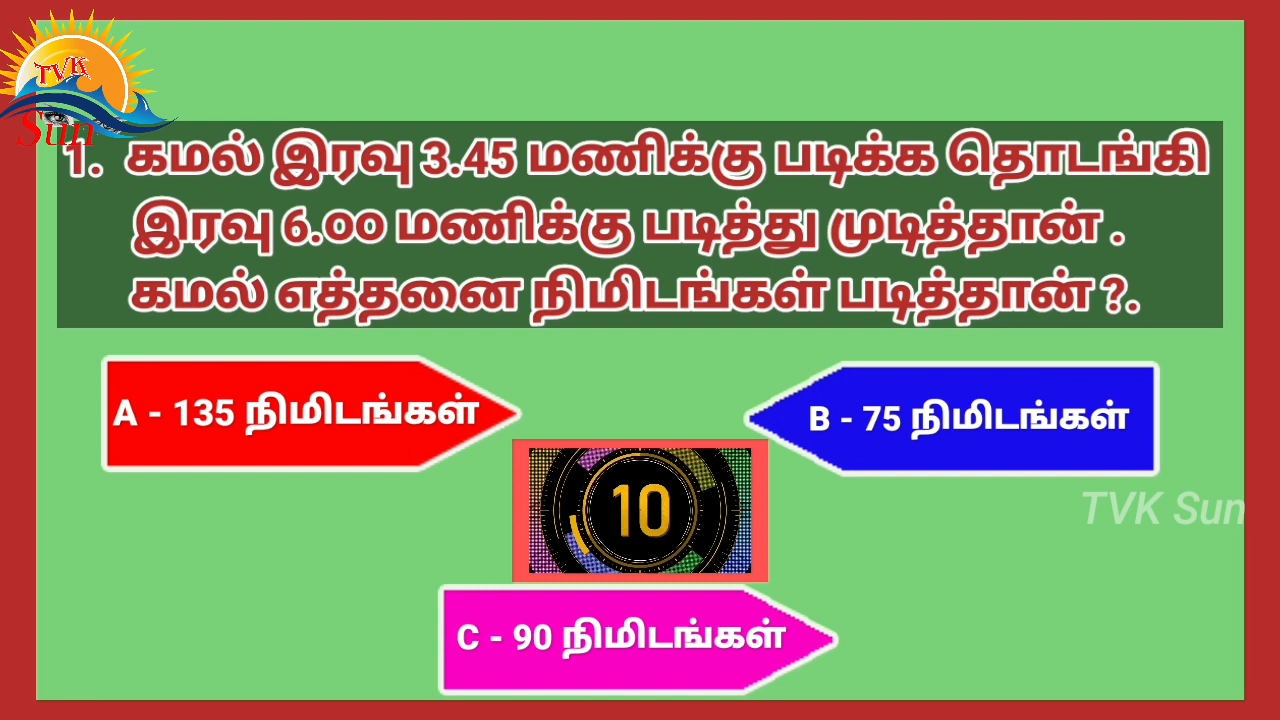 TVK
Sun
1. கமல் இரவு 3.45 மணிக்கு படிக்க தொடங்கி
இரவு 6.00 மணிக்கு படித்து முடித்தான் .
கமல் எத்தனை நிமிடங்கள் படித்தான் ?.
A - 135 நிமிடங்கள்
B - 75 நிமிடங்கள்
10
TVK Sun
C - 90 நிமிடங்கள்